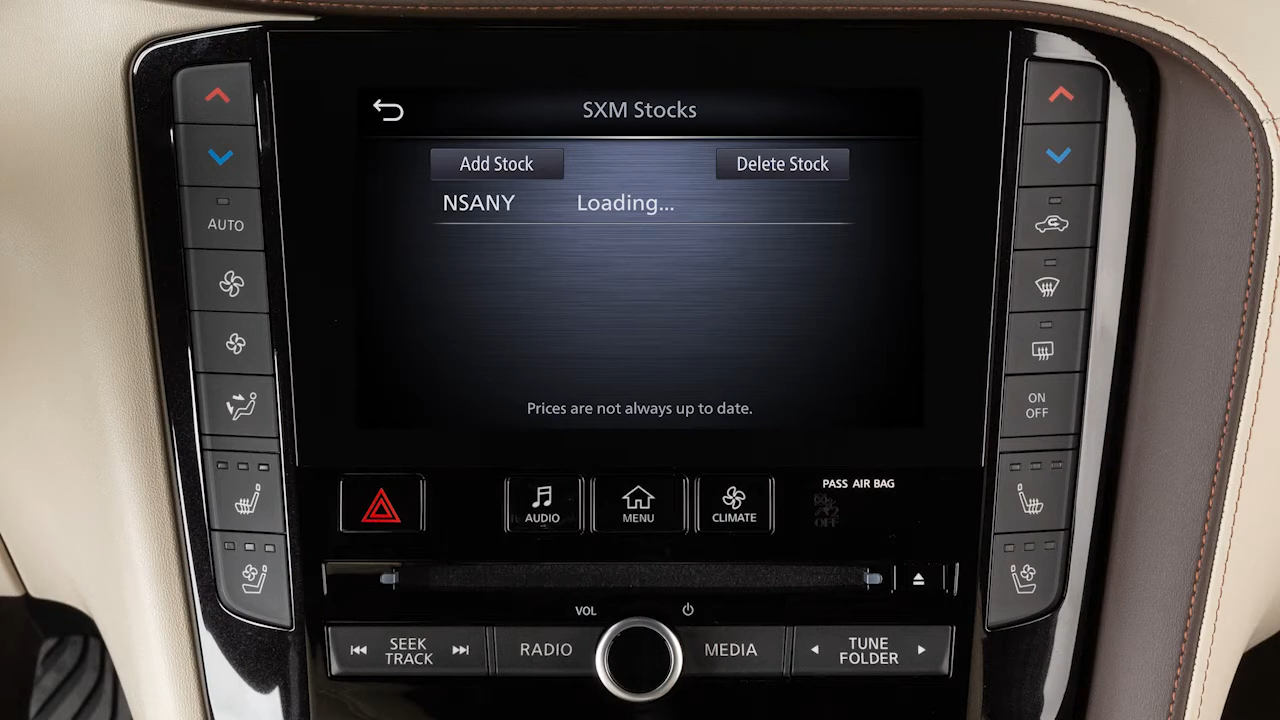 SXM Stocks
Add Stock
Delete Stock
NSANY Loading...
Prices are not always up to date.
AUTO
ON
OFF
PASS AIR BAG
OFF
AUDIO
MENU
CLIMATE
VOL
SEEK
TRACK
RADIO
MEDIA
TUNE
FOLDER